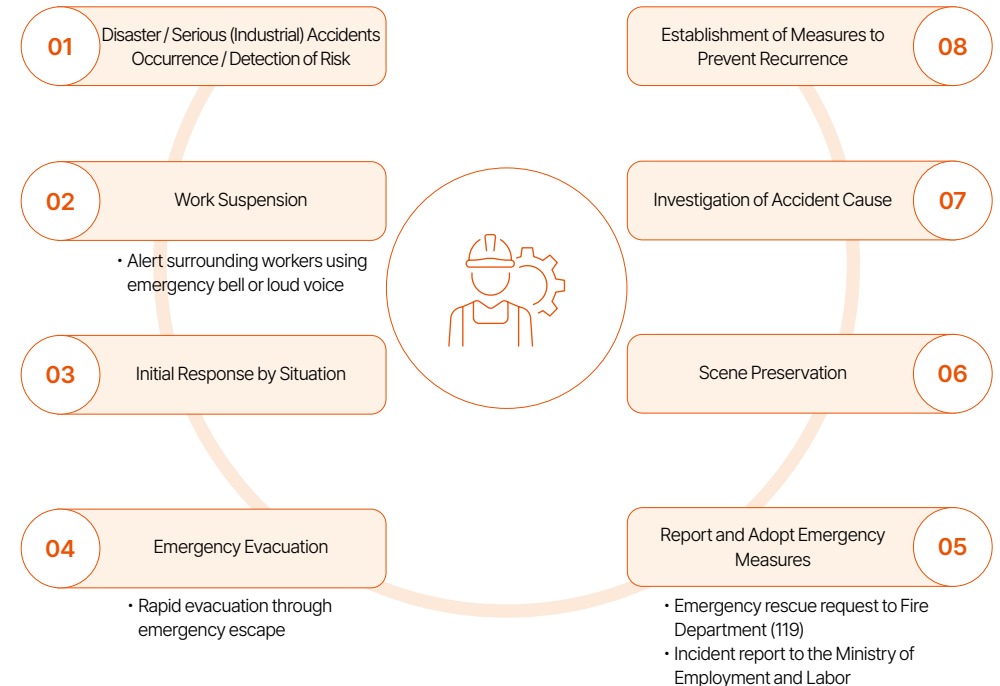 01
Disaster / Serious (Industrial) Accidents
Occurrence / Detection of Risk
02
Work Suspension
• Alert surrounding workers using
emergency bell or loud voice
03
Initial Response by Situation
04
Emergency Evacuation
• Rapid evacuation through
emergency escape
05
Report and Adopt Emergency
Measures
• Emergency rescue request to Fire
Department (119)
• Incident report to the Ministry of
Employment and Labor
06
Scene Preservation
07
Investigation of Accident Cause
08
Establishment of Measures to
Prevent Recurrence